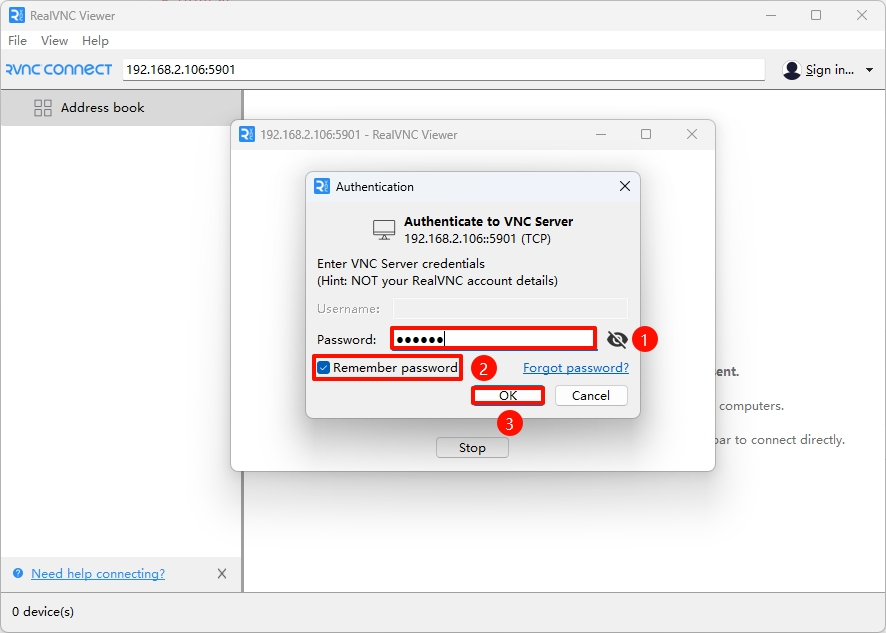 RealVNC Viewer
File View Help
RVNC CONNECT 192.168.2.106:5901 Sign in...
Address book
192.168.2.106:5901 - RealVNC Viewer
Authentication
Authenticate to VNC Server
192.168.2.106::5901 (TCP)
Enter VNC Server credentials
(Hint: NOT your RealVNC account details)
Username:
Password: ●●●●●● 1
Remember password 2 Forgot password?
OK Cancel
3
Stop
sent.
computers.
bar to connect directly.
? Need help connecting? X
0 device(s)